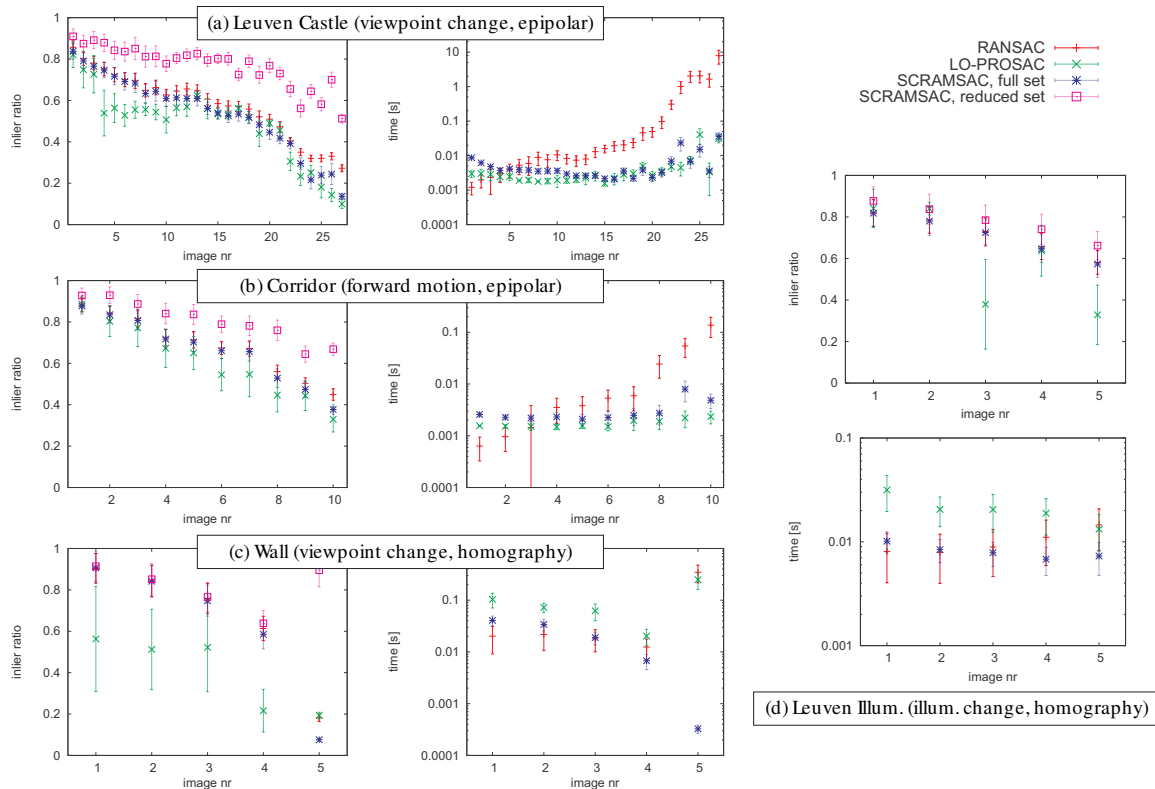 (a) Leuven Castle (viewpoint change, epipolar)
inlier ratio
1
0.8
0.6
0.4
0.2
0
5 10 15 20 25
image nr
time [s]
10
1
0.1
0.01
0.001
0.0001
5 10 15 20 25
image nr
RANSAC
LO-PROSAC
SCRAMSAC, full set
SCRAMSAC, reduced set
(b) Corridor (forward motion, epipolar)
inlier ratio
1
0.8
0.6
0.4
0.2
0
2 4 6 8 10
image nr
time [s]
0.1
0.01
0.001
0.0001
2 4 6 8 10
image nr
(c) Wall (viewpoint change, homography)
inlier ratio
1
0.8
0.6
0.4
0.2
0
1 2 3 4 5
image nr
time [s]
0.1
0.01
0.001
0.0001
1 2 3 4 5
image nr
inlier ratio
1
0.8
0.6
0.4
0.2
0
1 2 3 4 5
image nr
time [s]
0.1
0.01
0.001
1 2 3 4 5
image nr
(d) Leuven Illum. (illum. change, homography)